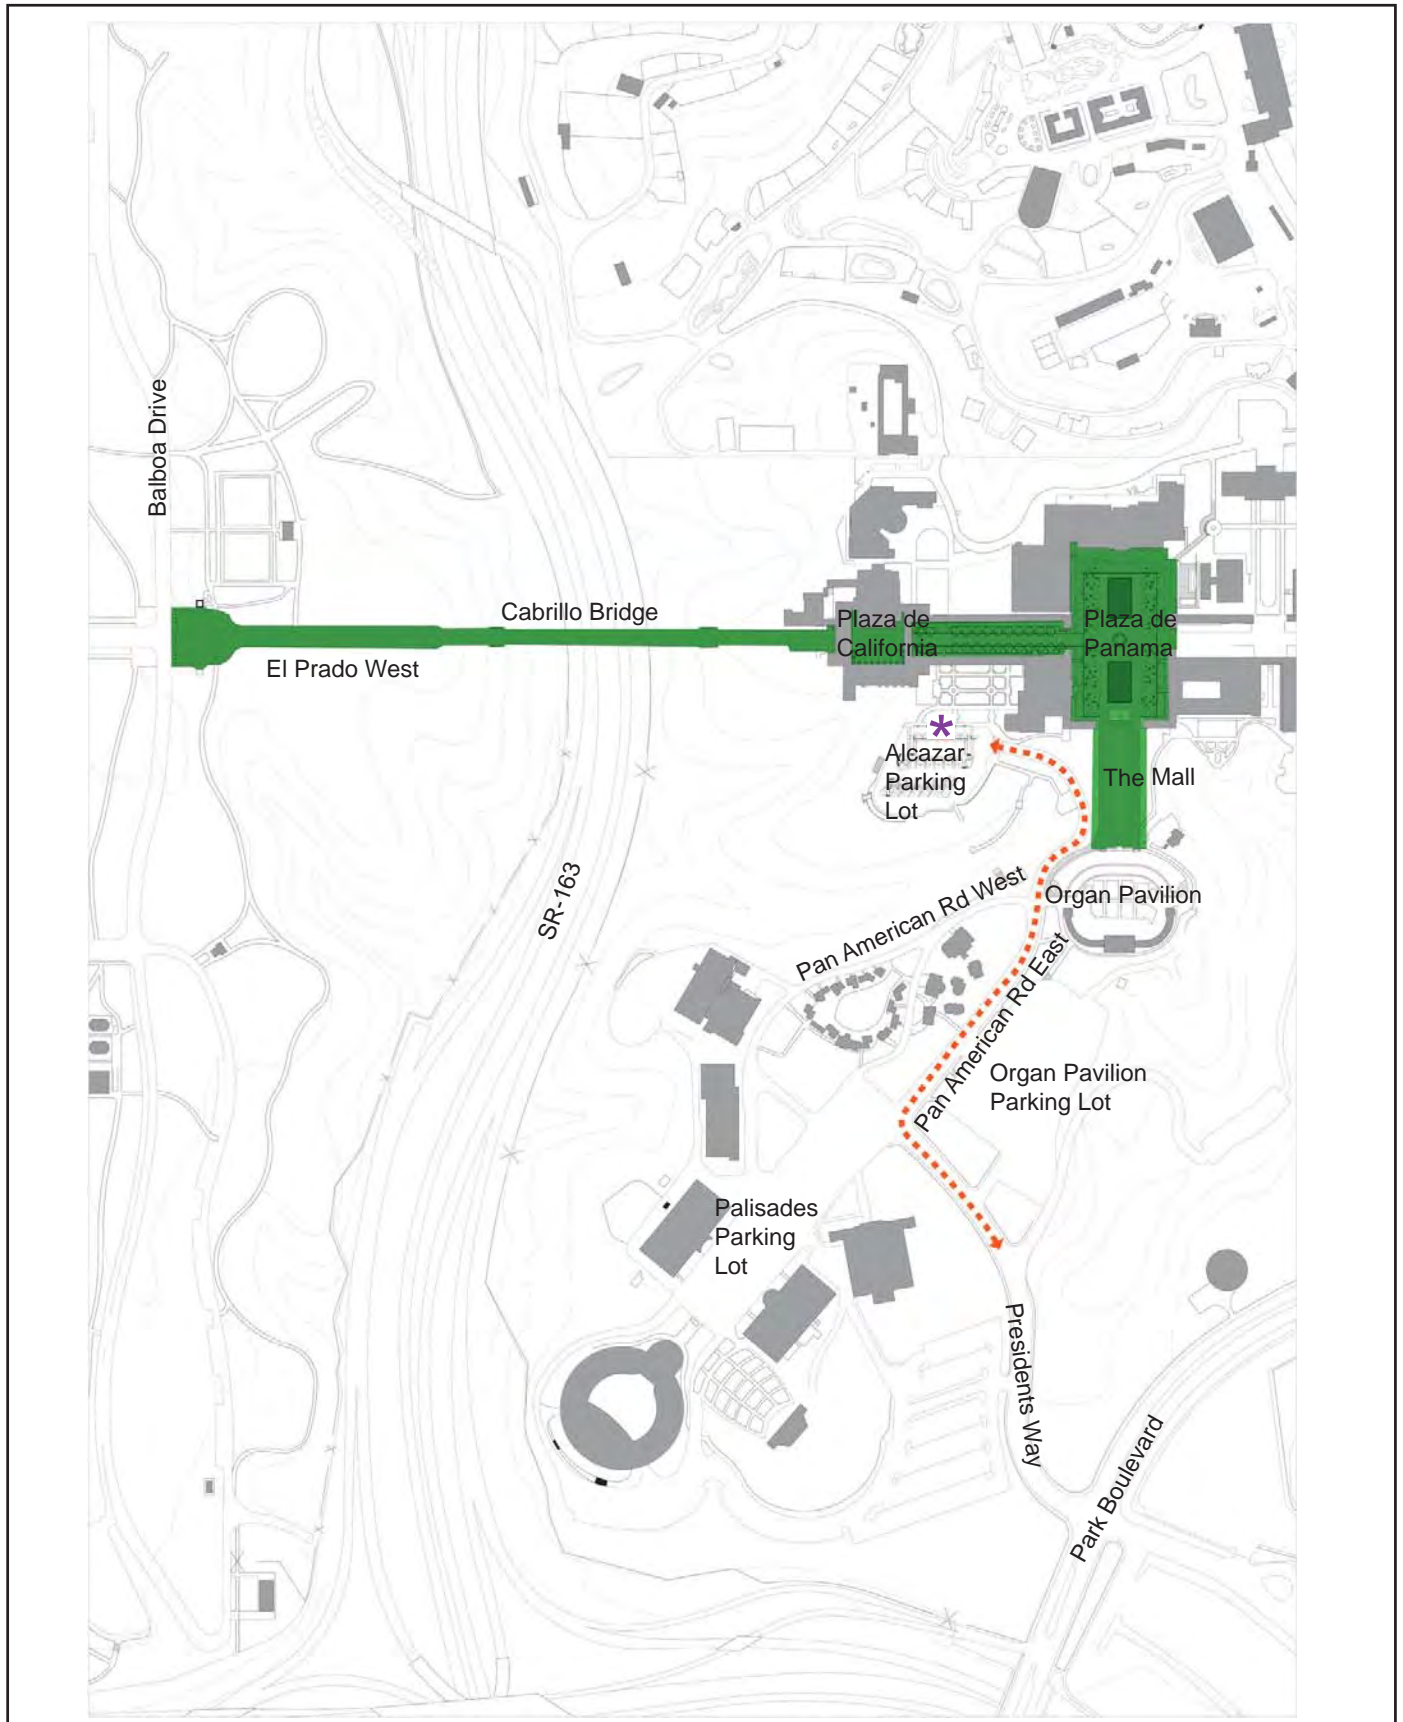 Balboa Drive
Cabrillo Bridge
El Prado West
Plaza de
California
Plaza de
Panama
*
Alcazar
Parking
Lot
The Mall
SR-163
Pan American Rd West
Organ Pavilion
Pan American Rd East
Organ Pavilion
Parking Lot
Palisades
Parking
Lot
Presidents Way
Park Boulevard